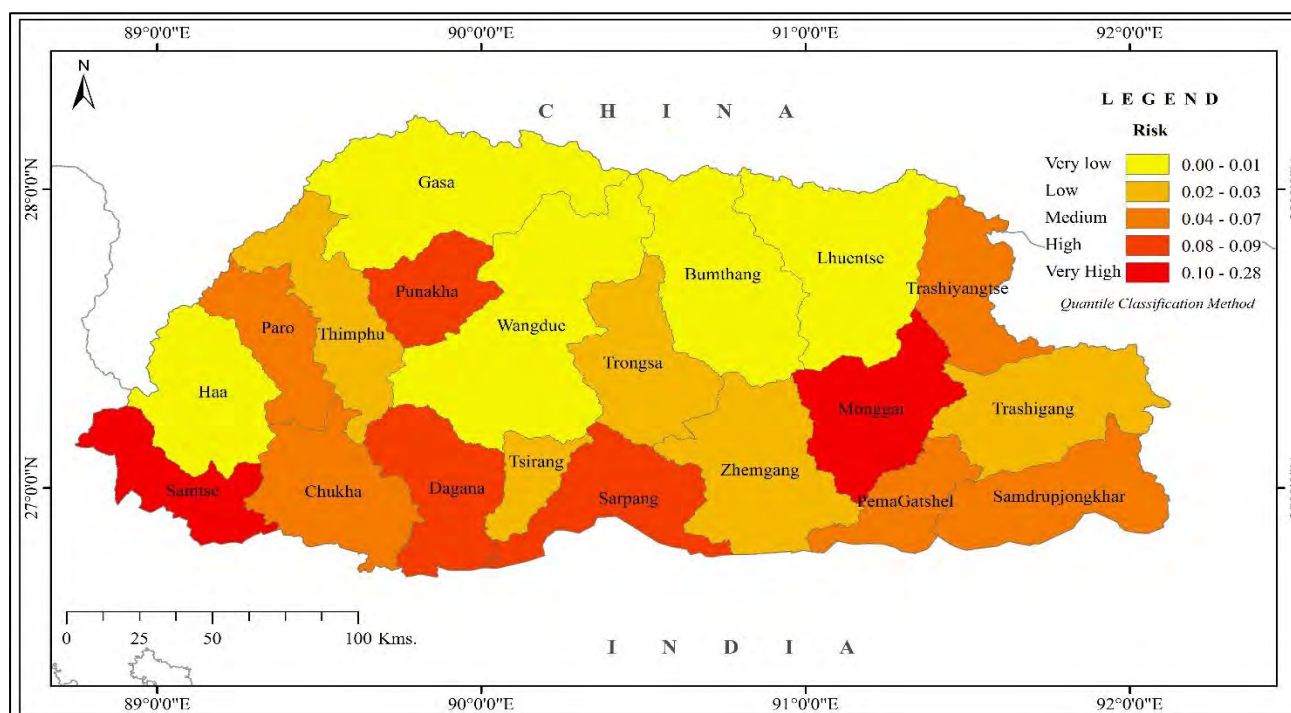 89°0'0"E 90°0'0"E 91°0'0"E 92°0'0"E
N
C H I N A
L E G E N D
Risk
Very low 0.00 - 0.01
Low 0.02 - 0.03
Medium 0.04 - 0.07
High 0.08 - 0.09
Very High 0.10 - 0.28
Quantile Classification Method
28°0'0"N
27°0'0"N
Gasa
Punakha
Bumthang
Lhuentse
Trashiyangtse
Paro
Thimphu
Wangdue
Trongsa
Haa
Monggar
Trashigang
Tsirang
Zhemgang
Samtse
Chukha
Dagana
Sarpang
PemaGatshel
Samdrupjongkhar
0 25 50 100 Kms.
I N D I A
89°0'0"E 90°0'0"E 91°0'0"E 92°0'0"E